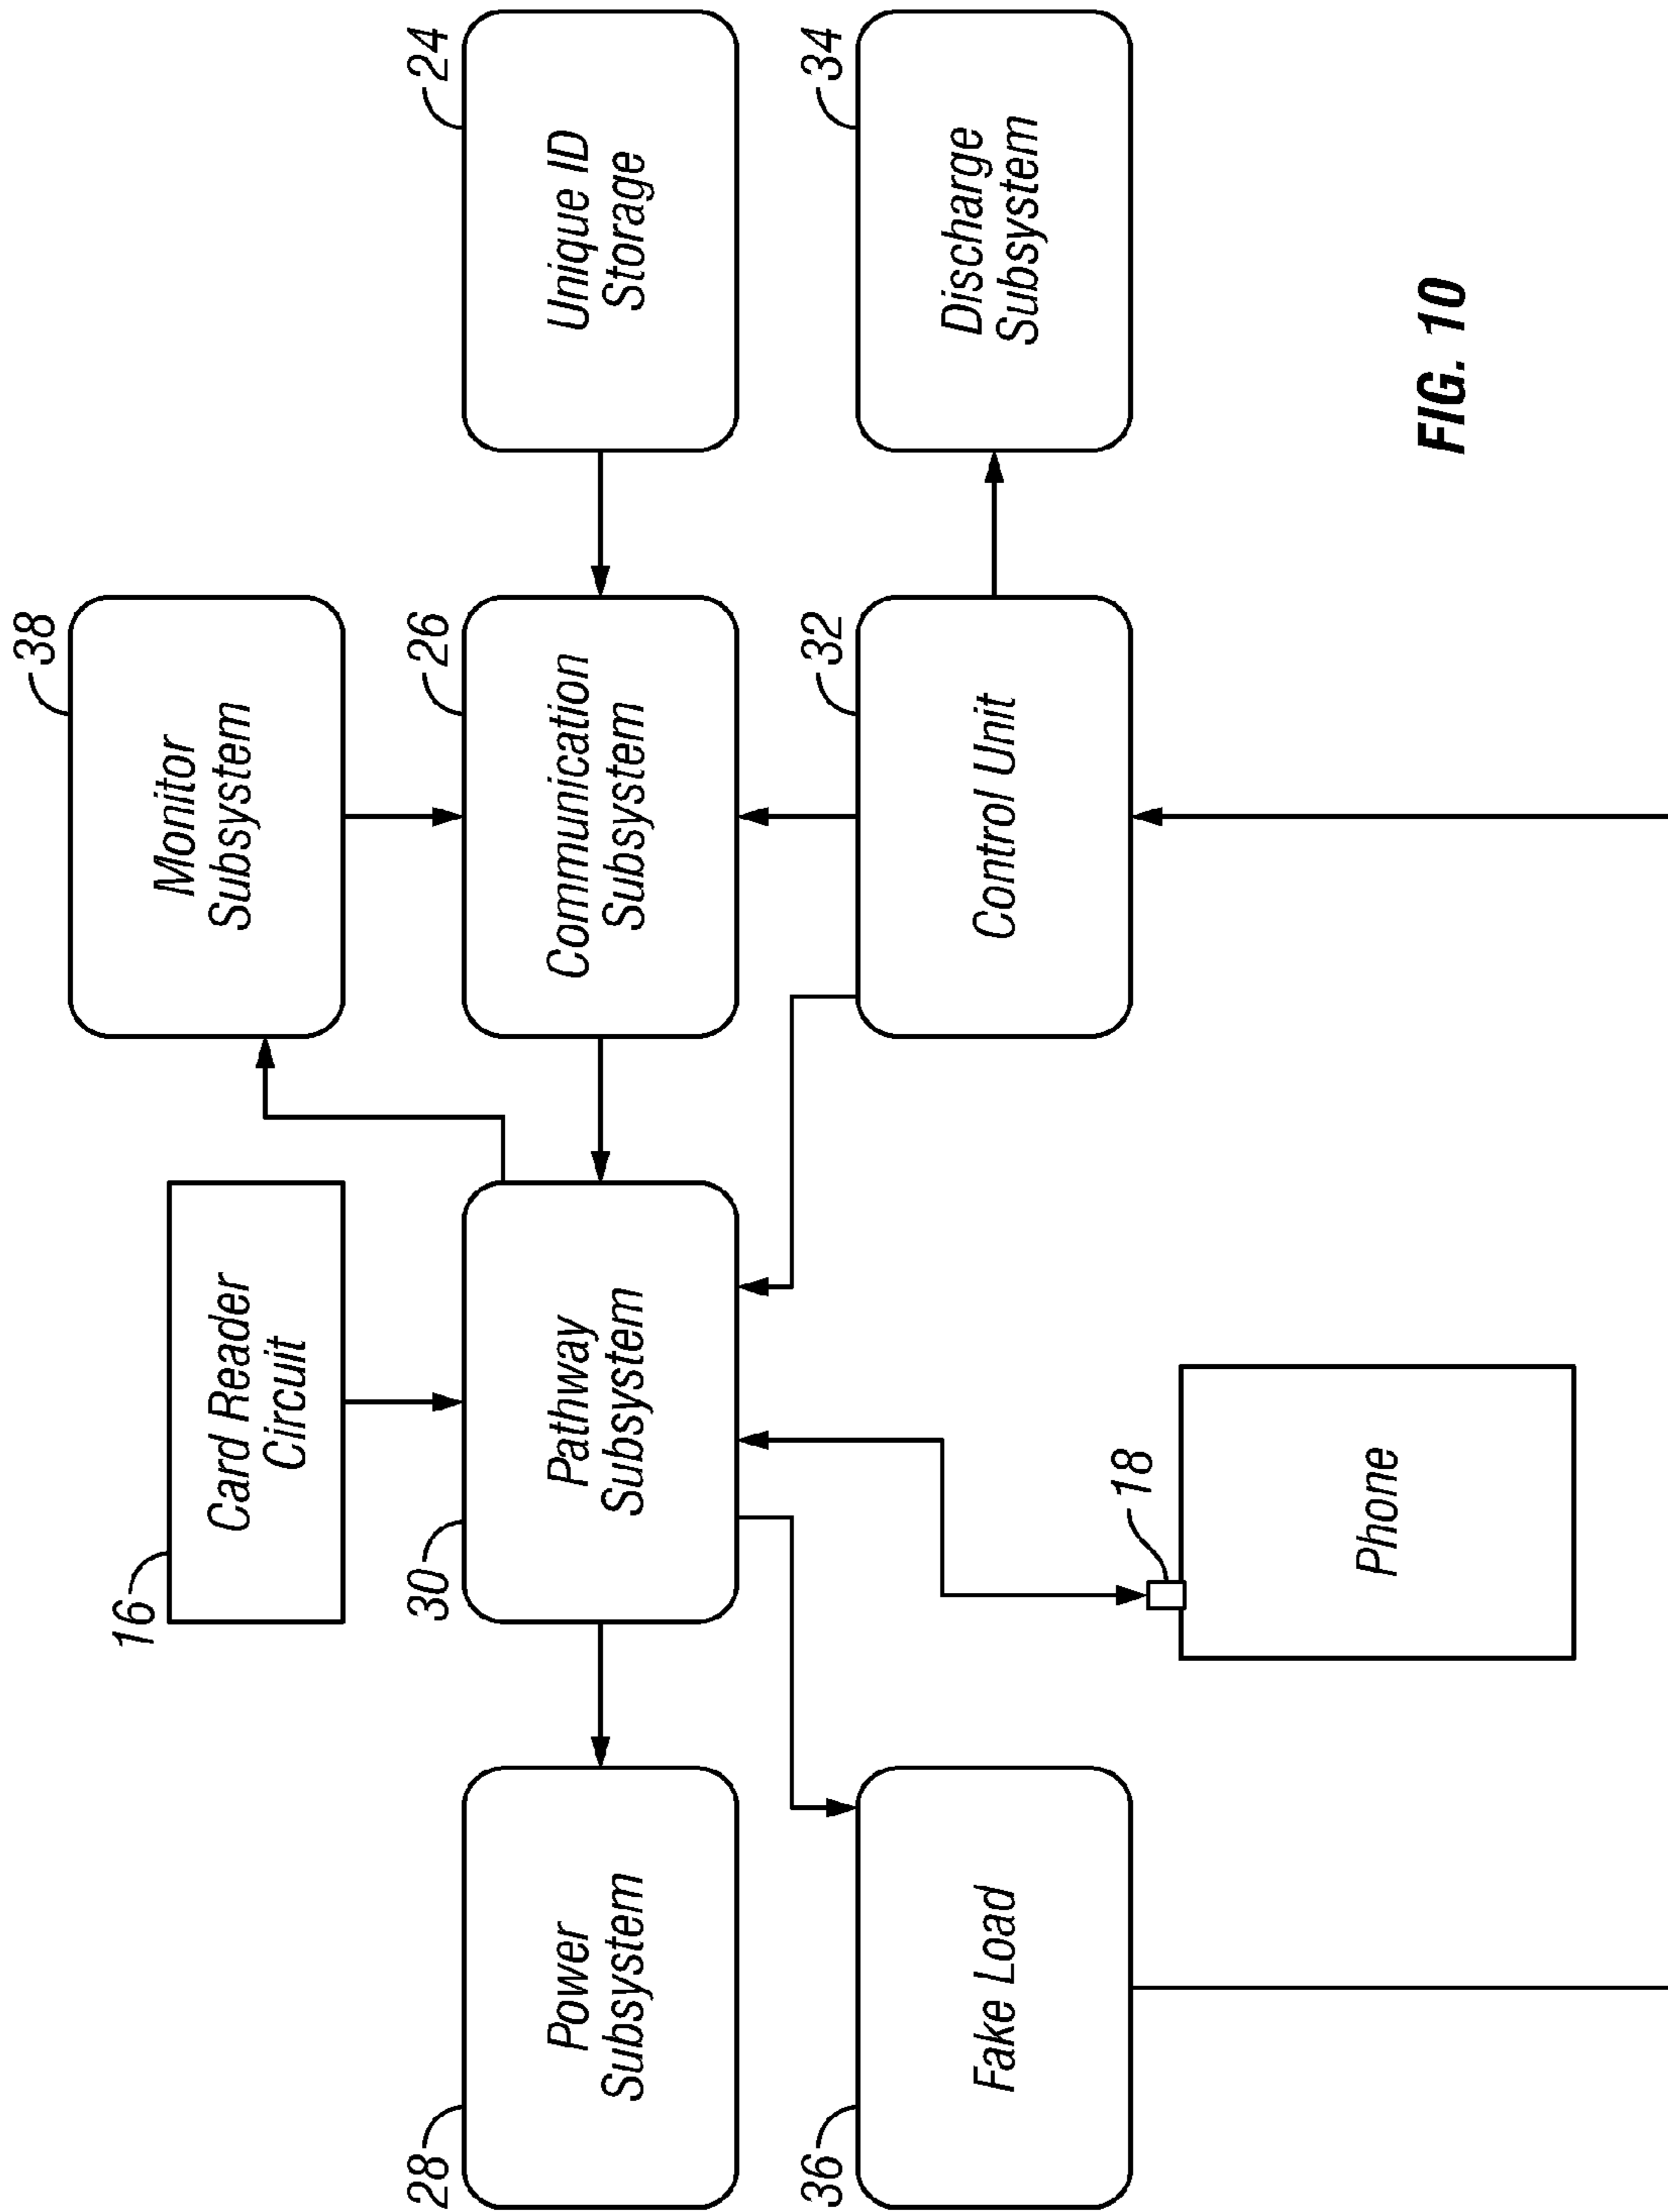 38
16
Monitor
Subsystem
Card Reader
Circuit
28
30
26
24
Power
Subsystem
Pathway
Subsystem
Communication
Subsystem
Unique ID
Storage
36
32
34
Fake Load
Control Unit
Discharge
Subsystem
18
Phone
FIG. 10